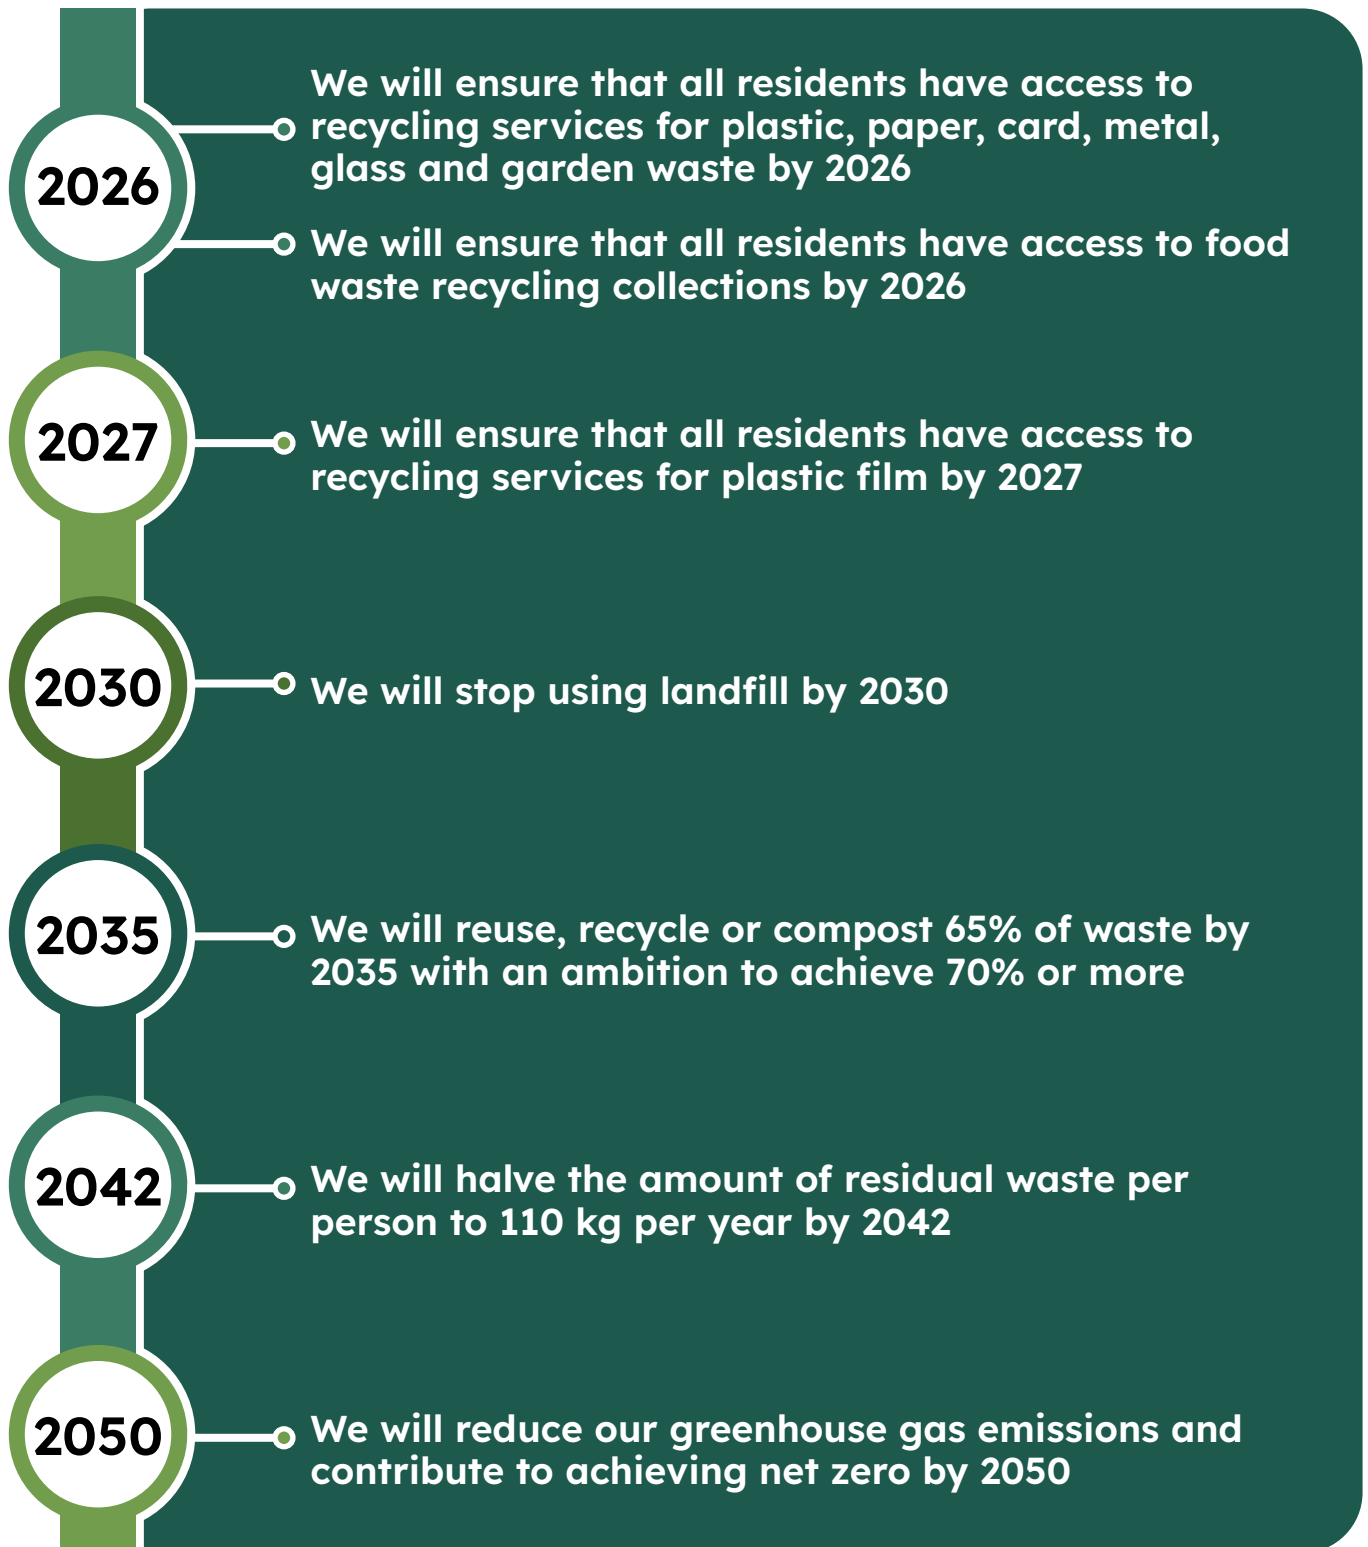 2026
We will ensure that all residents have access to
recycling services for plastic, paper, card, metal,
glass and garden waste by 2026
We will ensure that all residents have access to food
waste recycling collections by 2026
2027
We will ensure that all residents have access to
recycling services for plastic film by 2027
2030
We will stop using landfill by 2030
2035
We will reuse, recycle or compost 65% of waste by
2035 with an ambition to achieve 70% or more
2042
We will halve the amount of residual waste per
person to 110 kg per year by 2042
2050
We will reduce our greenhouse gas emissions and
contribute to achieving net zero by 2050